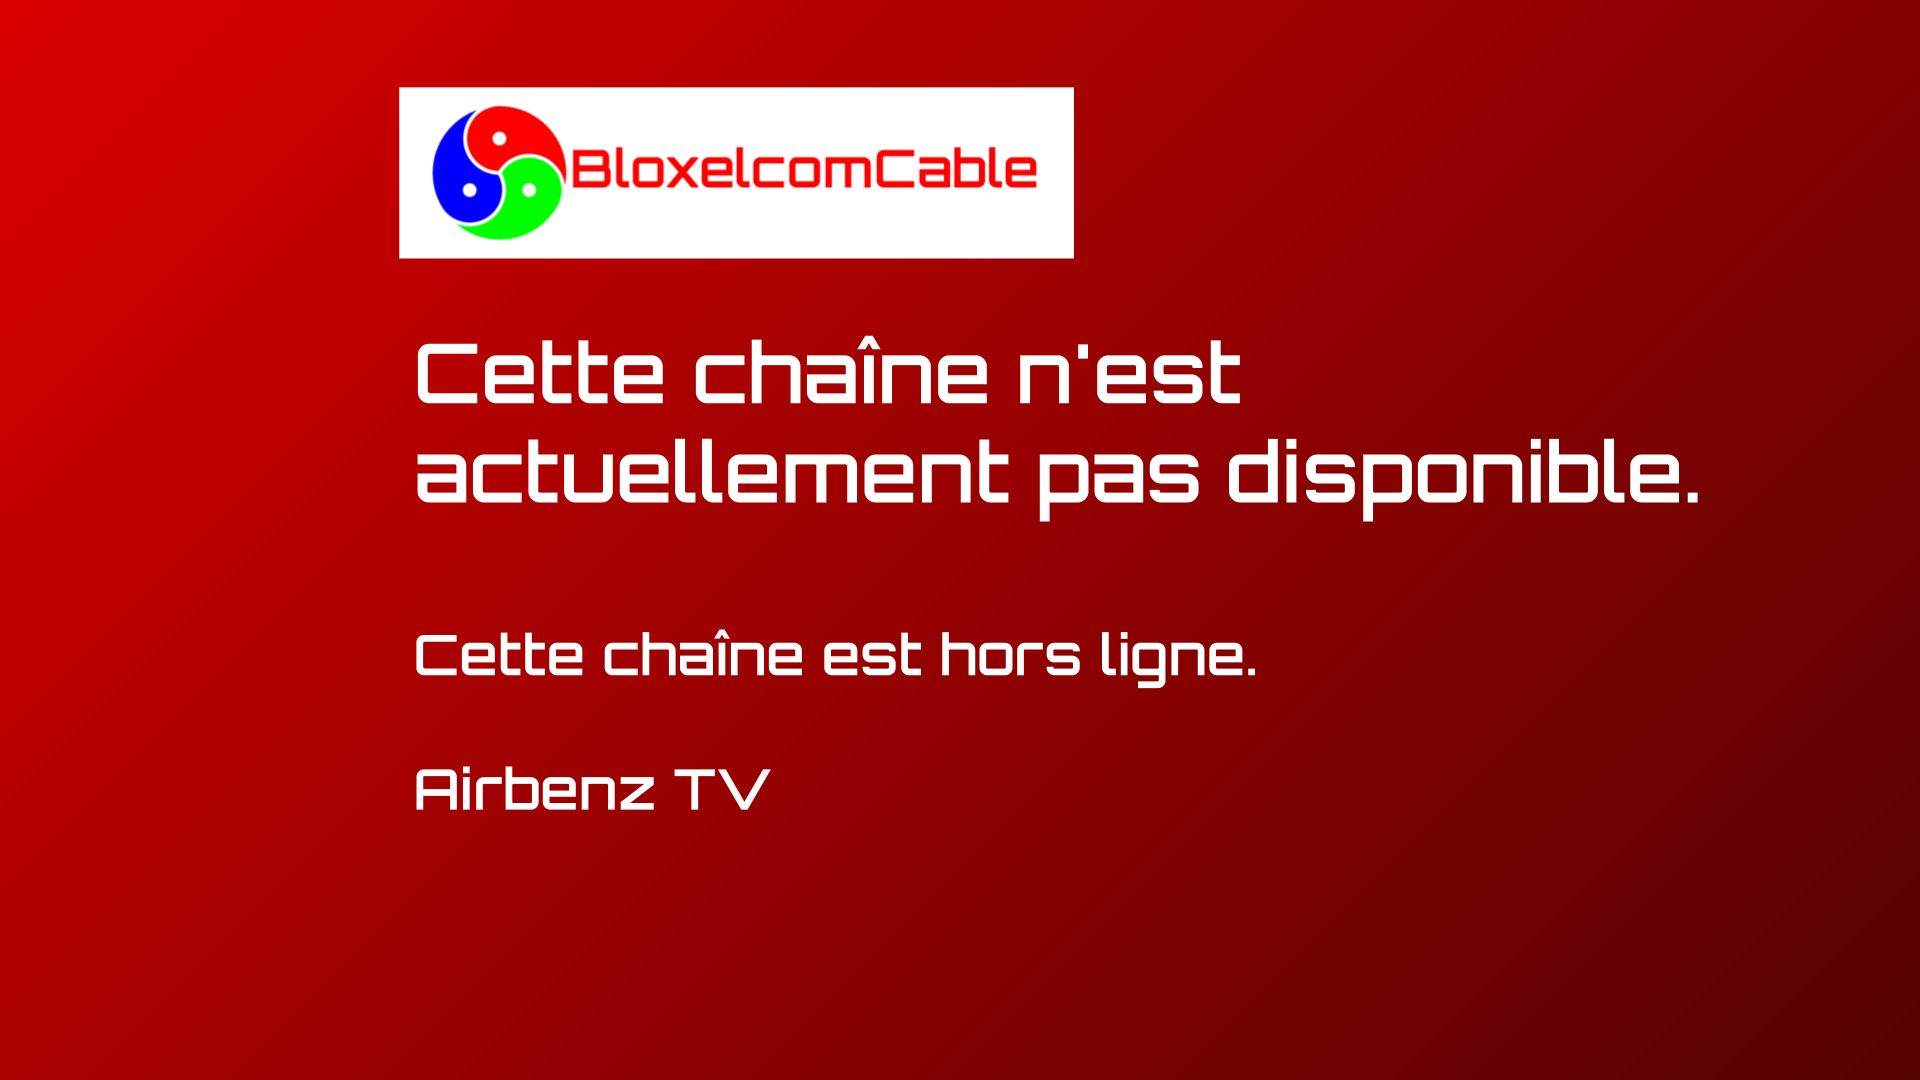 BloxelcomCable
Cette chaîne n'est
actuellement pas disponible.
Cette chaîne est hors ligne.
Airbenz TV